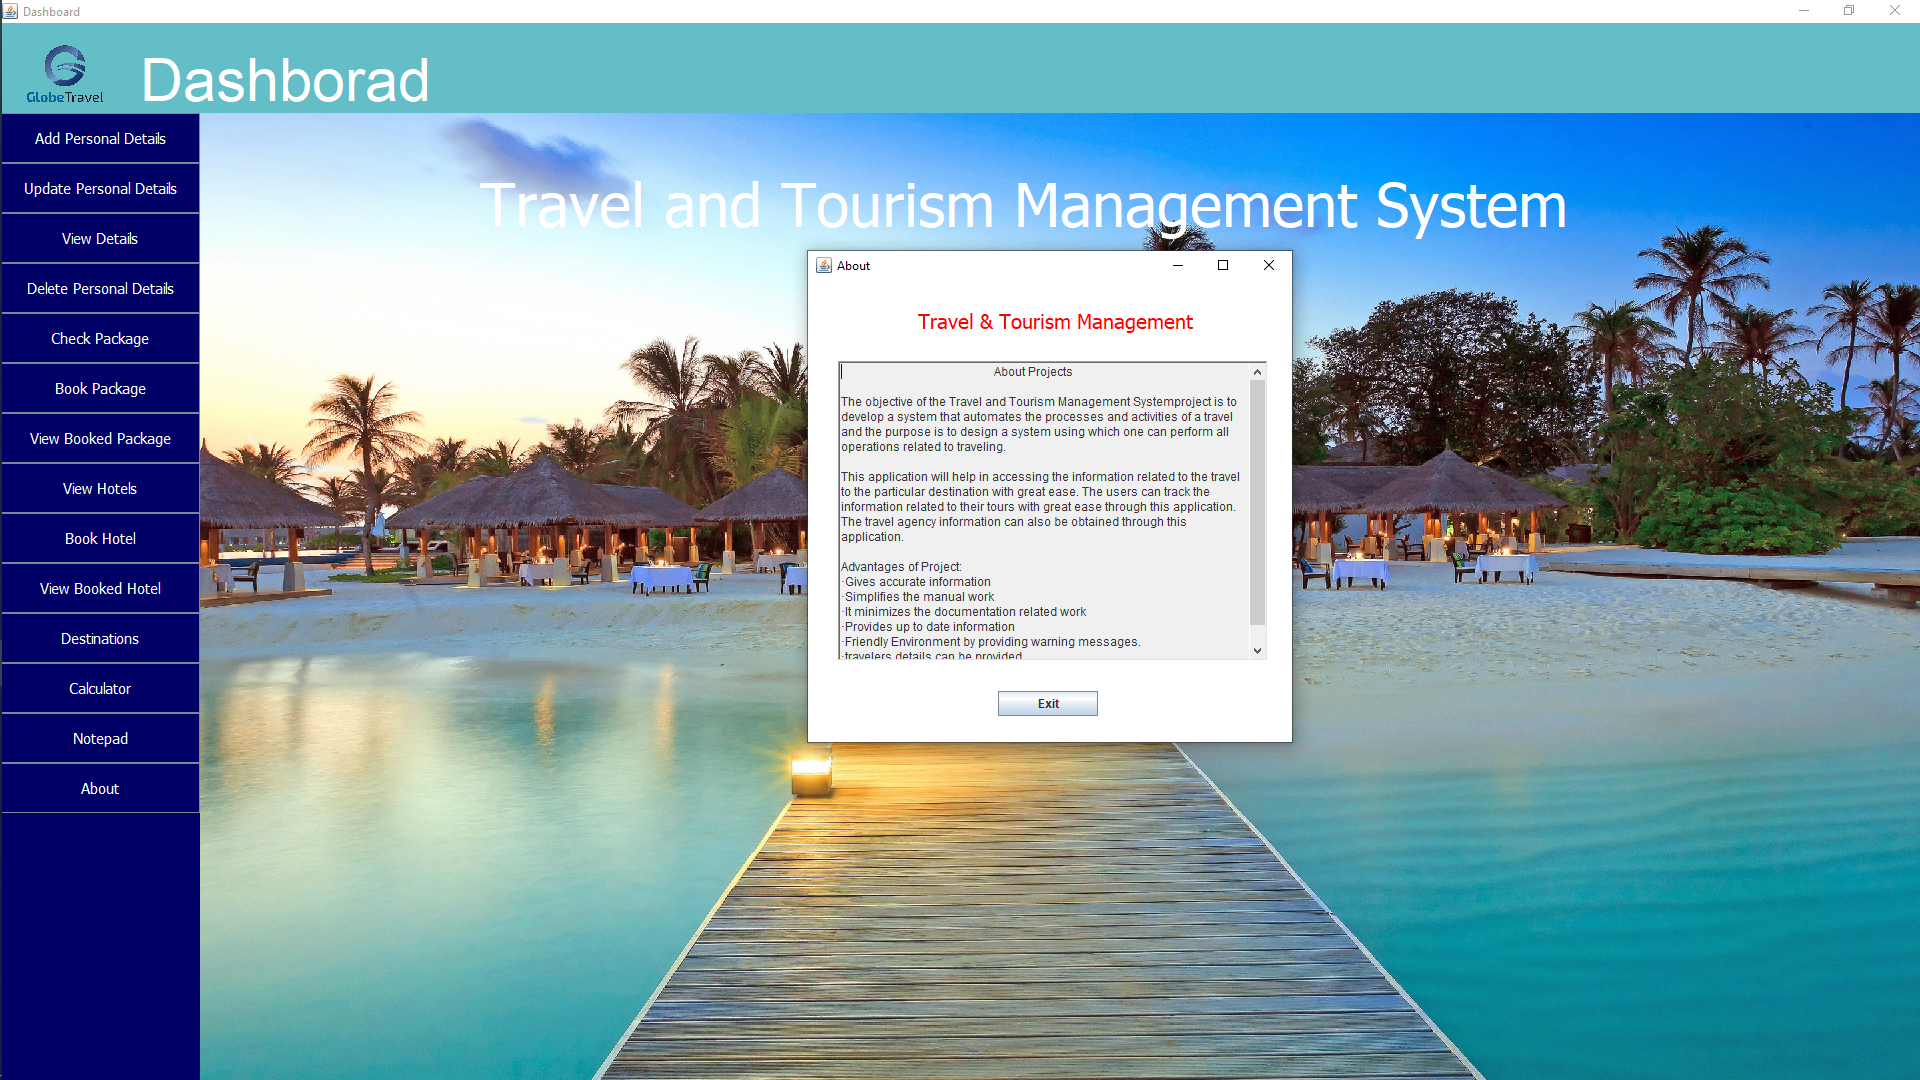 Dashboard
GlobeTravel
Dashborad
Add Personal Details
Update Personal Details
View Details
Delete Personal Details
Check Package
Book Package
View Booked Package
View Hotels
Book Hotel
View Booked Hotel
Destinations
Calculator
Notepad
About
Travel and Tourism Management System
About
Travel & Tourism Management
About Projects
The objective of the Travel and Tourism Management Systemproject is to
develop a system that automates the processes and activities of a travel
and the purpose is to design a system using which one can perform all
operations related to traveling.
This application will help in accessing the information related to the travel
to the particular destination with great ease. The users can track the
information related to their tours with great ease through this application.
The travel agency information can also be obtained through this
application.
Advantages of Project:
·Gives accurate information
·Simplifies the manual work
·It minimizes the documentation related work
·Provides up to date information
·Friendly Environment by providing warning messages.
·travelers details can be provided
Exit